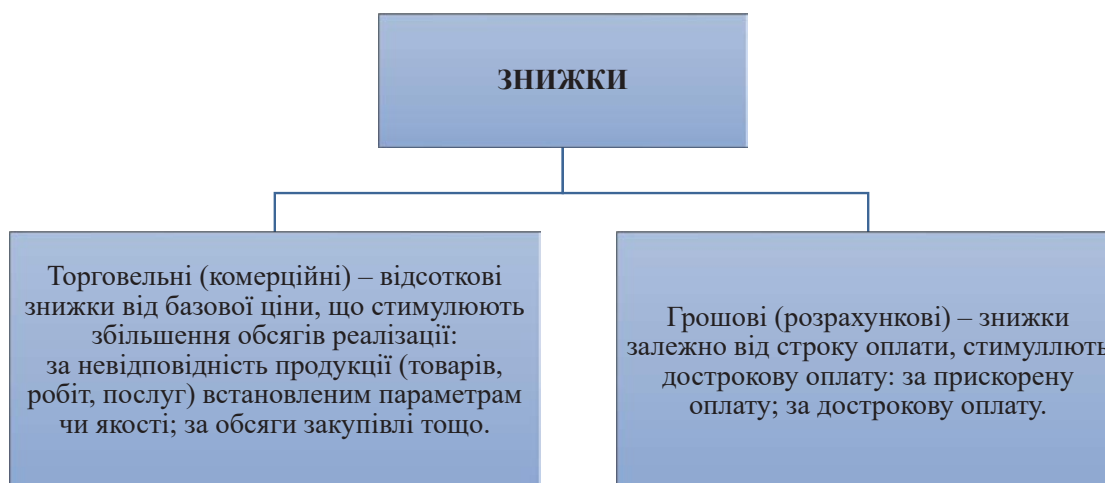 ЗНИЖКИ
Торговельні (комерційні) – відсоткові
знижки від базової ціни, що стимулюють
збільшення обсягів реалізації:
за невідповідність продукції (товарів,
робіт, послуг) встановленим параметрам
чи якості; за обсяги закупівлі тощо.
Грошові (розрахункові) – знижки
залежно від строку оплати, стимуллють
дострокову оплату: за прискорену
оплату; за дострокову оплату.